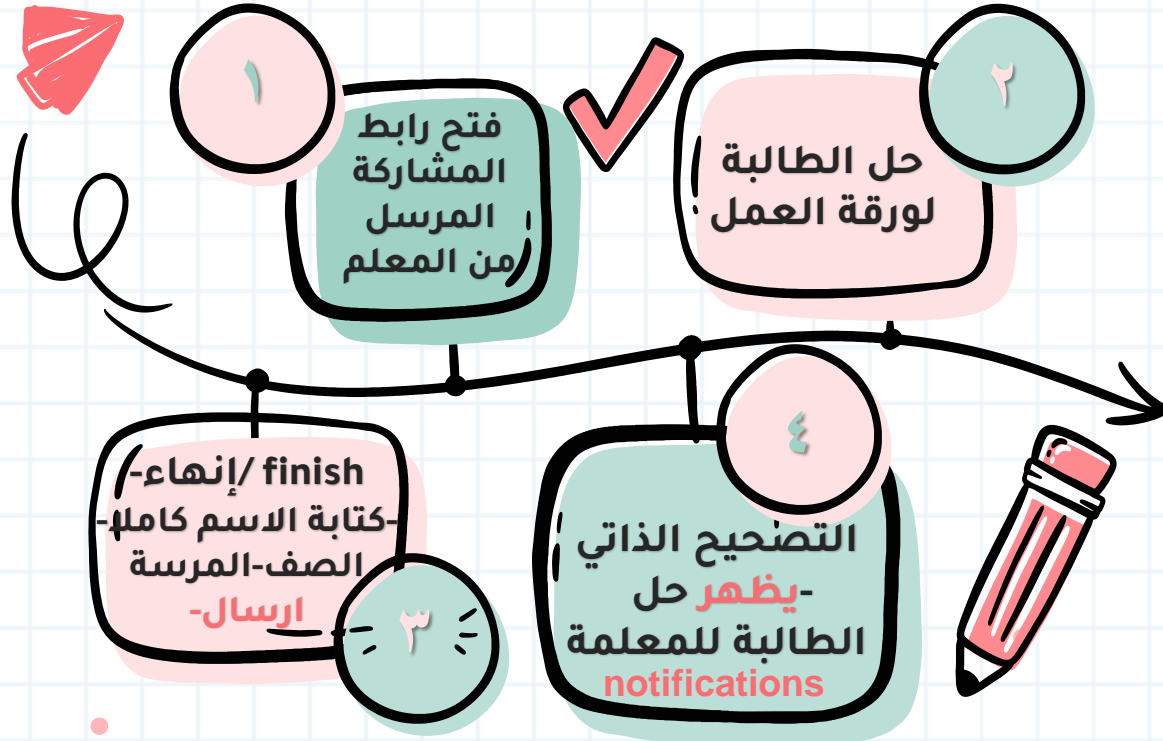 ١
فتح رابط
المشاركة
المرسل
من المعلم
٢
حل الطالبة
لورقة العمل
٣
finish /إنهاء-
-كتابة الاسم كاملا-
الصف-المرسة
ارسال-
٤
التصحيح الذاتي
-يظهر حل
الطالبة للمعلمة
notifications